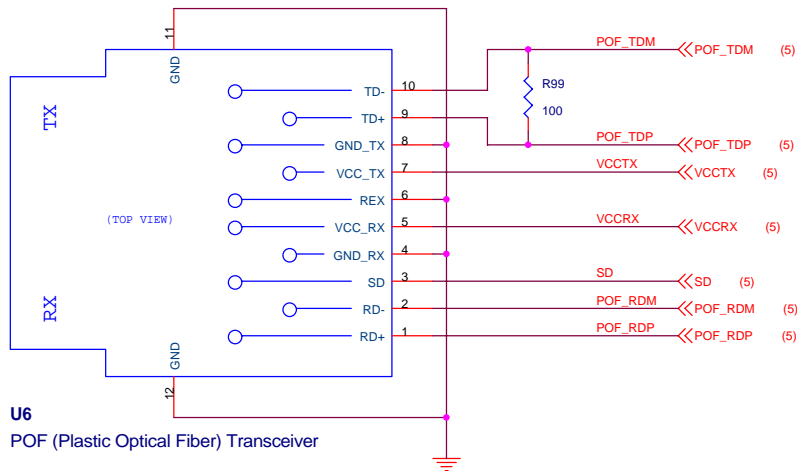 11
GND
TX
(TOP VIEW)
RX
TD- 10
TD+ 9
GND_TX 8
VCC_TX 7
REX 6
VCC_RX 5
GND_RX 4
SD 3
RD- 2
RD+ 1
GND
12
POF_TDM POF_TDM (5)
R99
100
POF_TDP POF_TDP (5)
VCCTX VCCTX (5)
VCCRX VCCRX (5)
SD SD (5)
POF_RDM POF_RDM (5)
POF_RDP POF_RDP (5)
U6
POF (Plastic Optical Fiber) Transceiver